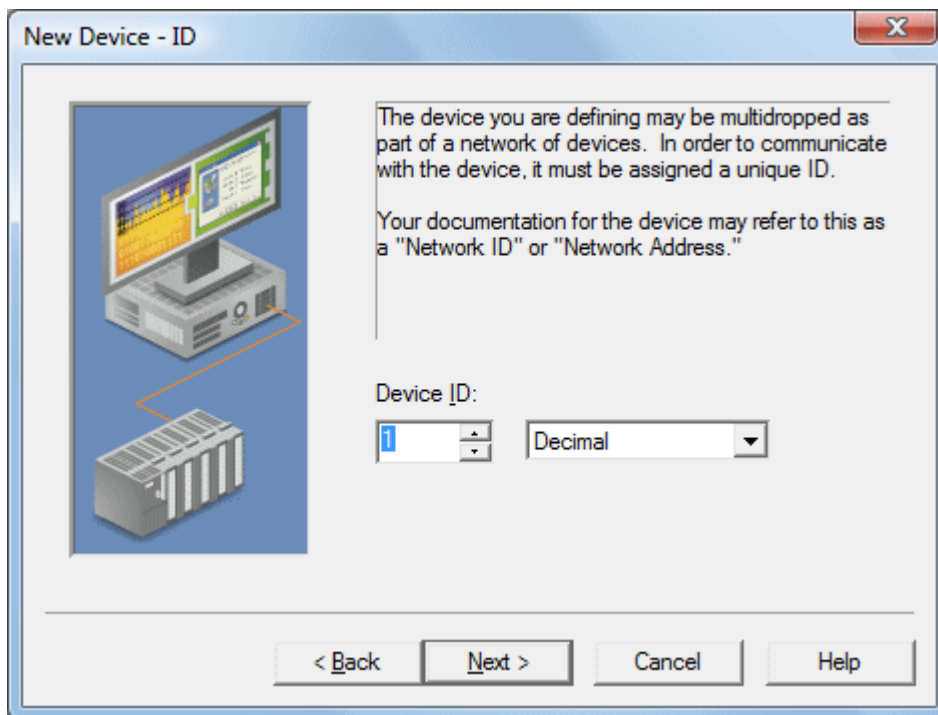 New Device - ID
The device you are defining may be multidropped as
part of a network of devices.  In order to communicate
with the device, it must be assigned a unique ID.
Your documentation for the device may refer to this as
a "Network ID" or "Network Address."
Device ID:
1 Decimal
< Back Next > Cancel Help